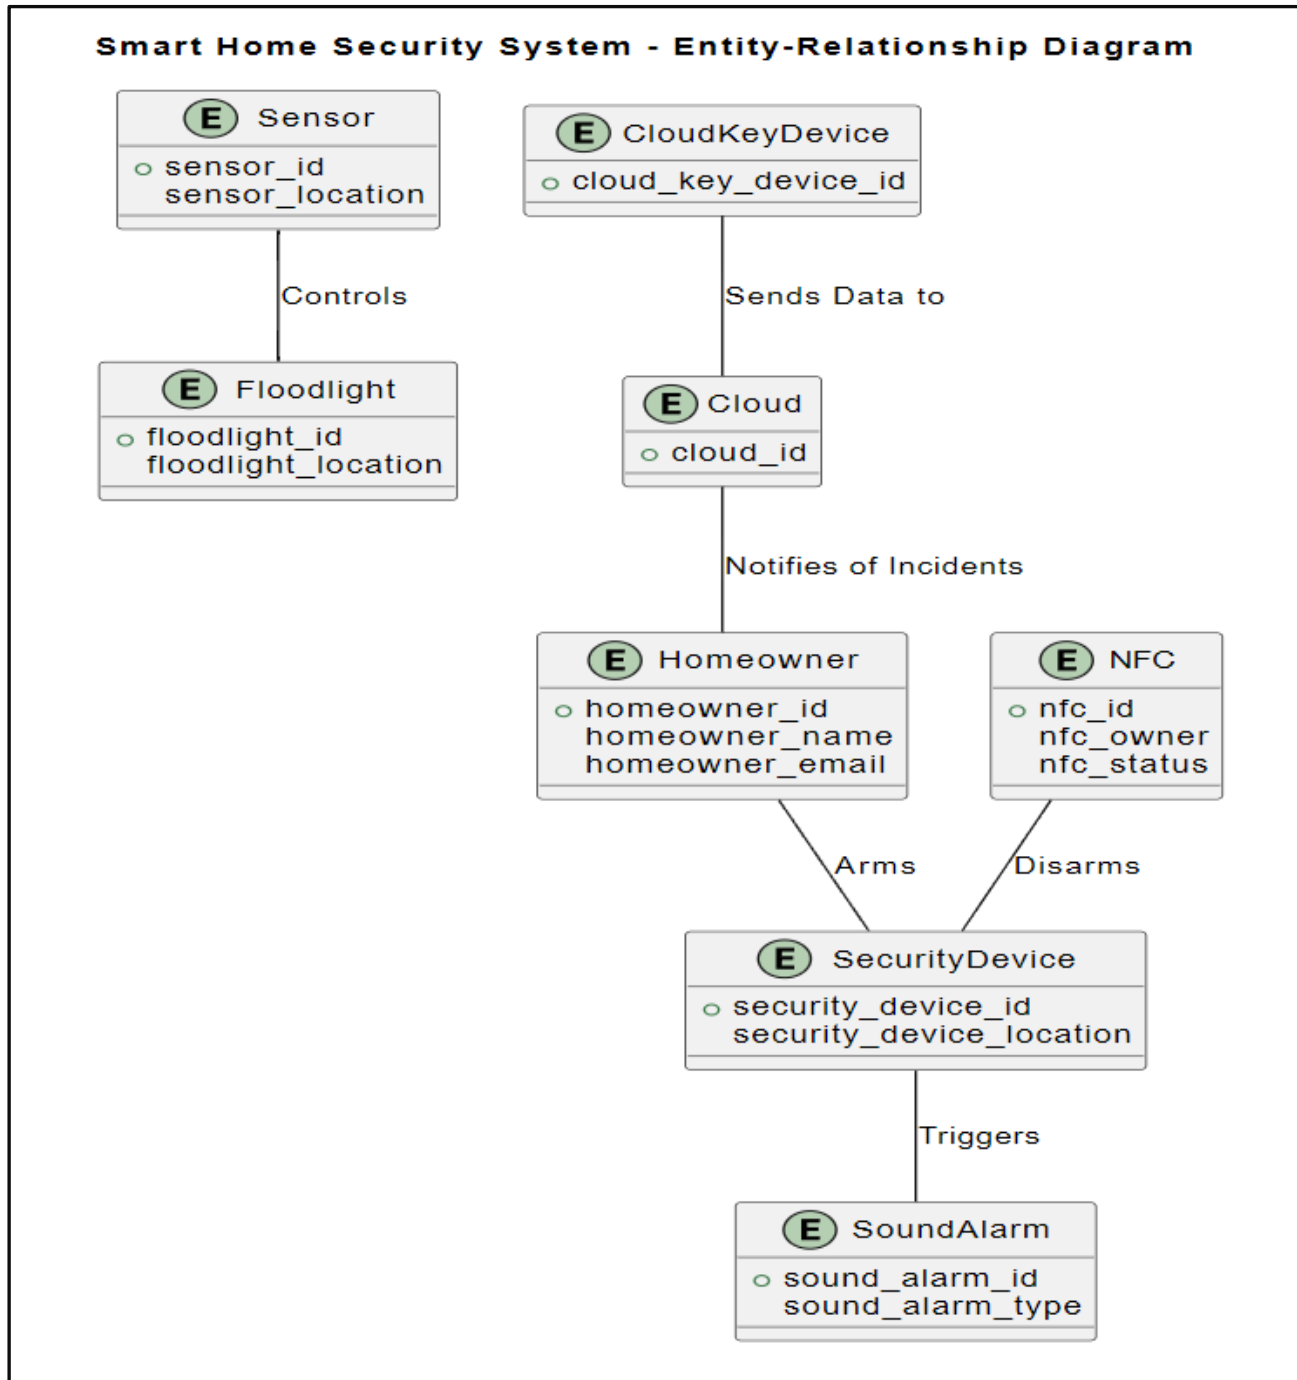 Smart Home Security System - Entity-Relationship Diagram
E Sensor
sensor_id
sensor_location
E CloudKeyDevice
cloud_key_device_id
Controls
Sends Data to
E Floodlight
floodlight_id
floodlight_location
E Cloud
cloud_id
Notifies of Incidents
E Homeowner
homeowner_id
homeowner_name
homeowner_email
E NFC
nfc_id
nfc_owner
nfc_status
Arms
Disarms
E SecurityDevice
security_device_id
security_device_location
Triggers
E SoundAlarm
sound_alarm_id
sound_alarm_type